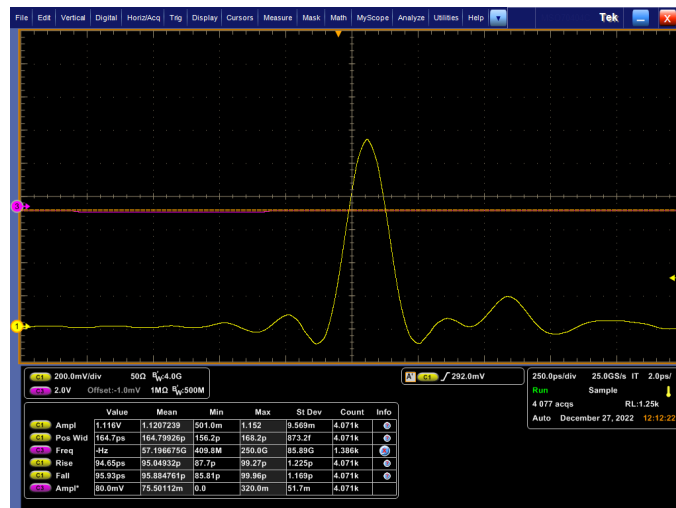 File Edit Vertical Digital Horiz/Acq Trig Display Cursors Measure Mask Math MyScope Analyze Utilities Help Tek X
3
1
C1 200.0mV/div 50Ω BW:4.0G
C3 2.0V Offset:-1.0mV 1MΩ BW:500M
A' C1 292.0mV
250.0ps/div 25.0GS/s IT 2.0ps/
Run Sample
4 077 acqs RL:1.25k
Auto December 27, 2022 12:12:22
Value Mean Min Max St Dev Count Info
C1 Ampl 1.116V 1.1207239 501.0m 1.152 9.569m 4.071k
C1 Pos Wid 164.7ps 164.79926p 156.2p 168.2p 873.2f 4.071k
C3 Freq -Hz 57.196675G 409.8M 250.0G 85.89G 1.386k
C1 Rise 94.65ps 95.04932p 87.7p 99.27p 1.225p 4.071k
C1 Fall 95.93ps 95.884761p 85.81p 99.96p 1.169p 4.071k
C3 Ampl* 80.0mV 75.50112m 0.0 320.0m 51.7m 4.071k